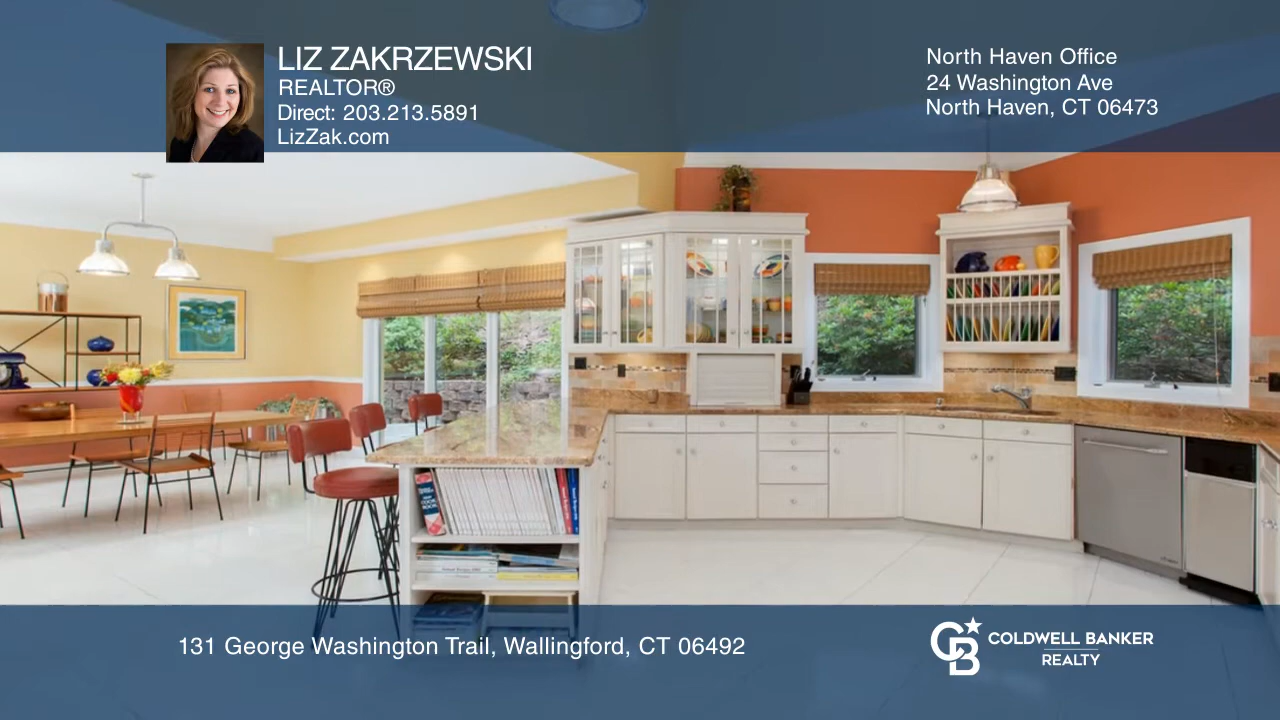 LIZ ZAKRZEWSKI
REALTOR®
Direct: 203.213.5891
LizZak.com
North Haven Office
24 Washington Ave
North Haven, CT 06473
131 George Washington Trail, Wallingford, CT 06492
CB
COLDWELL BANKER
REALTY